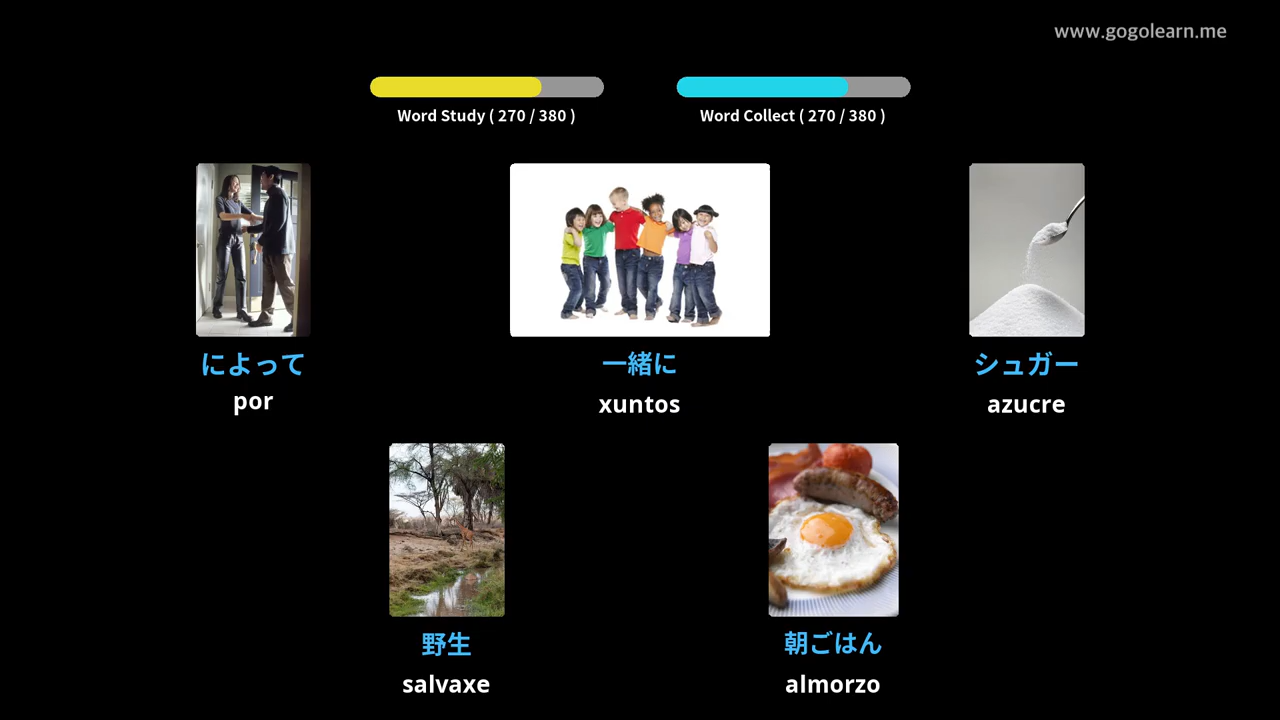 www.gogolearn.me
Word Study ( 270 / 380 )
Word Collect ( 270 / 380 )
によって
por
一緒に
xuntos
シュガー
azucre
野生
salvaxe
朝ごはん
almorzo